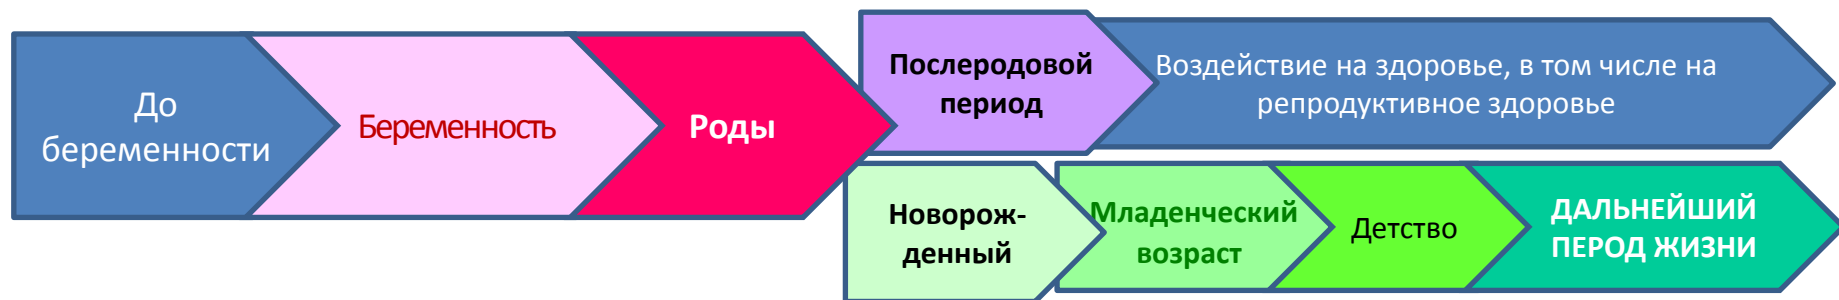 До
беременности
Беременность
Роды
Послеродовой
период
Воздействие на здоровье, в том числе на
репродуктивное здоровье
Новорож-
денный
Младенческий
возраст
Детство
ДАЛЬНЕЙШИЙ
ПЕРОД ЖИЗНИ